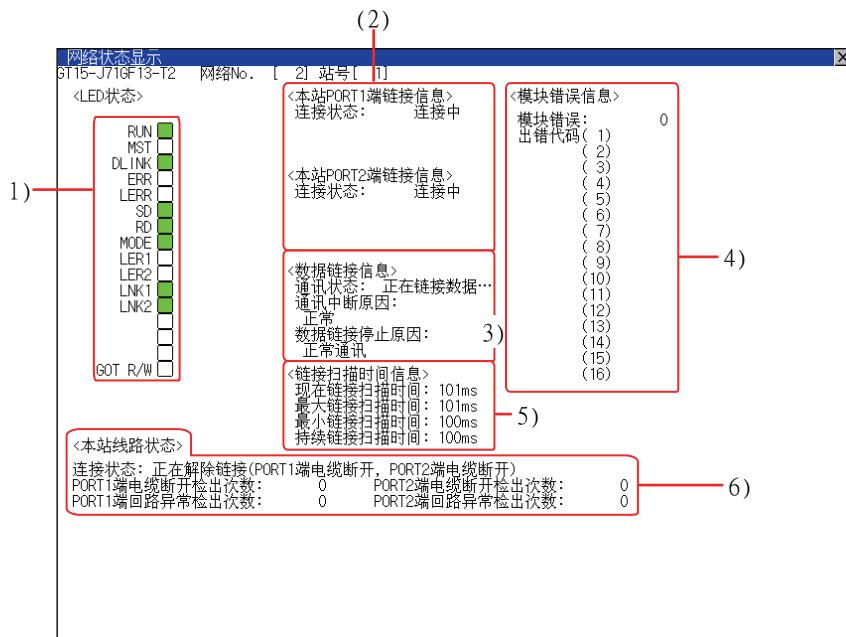 (2)
网络状态显示
GT15-J71GF13-T2 网络No. [ 2] 站号[ 1]
<LED状态>
RUN
MST
DLINK
ERR
LERR
SD
RD
MODE
LER1
LER2
LNK1
LNK2
GOT R/W
1)
<本站PORT1端链接信息>
连接状态: 连接中
<本站PORT2端链接信息>
连接状态: 连接中
<数据链接信息>
通讯状态: 正在链接数据…
通讯中断原因:
正常
数据链接停止原因:
正常通讯
3)
<链接扫描时间信息>
现在链接扫描时间: 101ms
最大链接扫描时间: 101ms
最小链接扫描时间: 100ms
持续链接扫描时间: 100ms
5)
<模块错误信息>
模块错误: 0
出错代码( 1)
( 2)
( 3)
( 4)
( 5)
( 6)
( 7)
( 8)
( 9)
(10)
(11)
(12)
(13)
(14)
(15)
(16)
4)
<本站线路状态>
连接状态: 正在解除链接(PORT1端电缆断开, PORT2端电缆断开)
PORT1端电缆断开检出次数: 0 PORT2端电缆断开检出次数: 0
PORT1端回路异常检出次数: 0 PORT2端回路异常检出次数: 0
6)